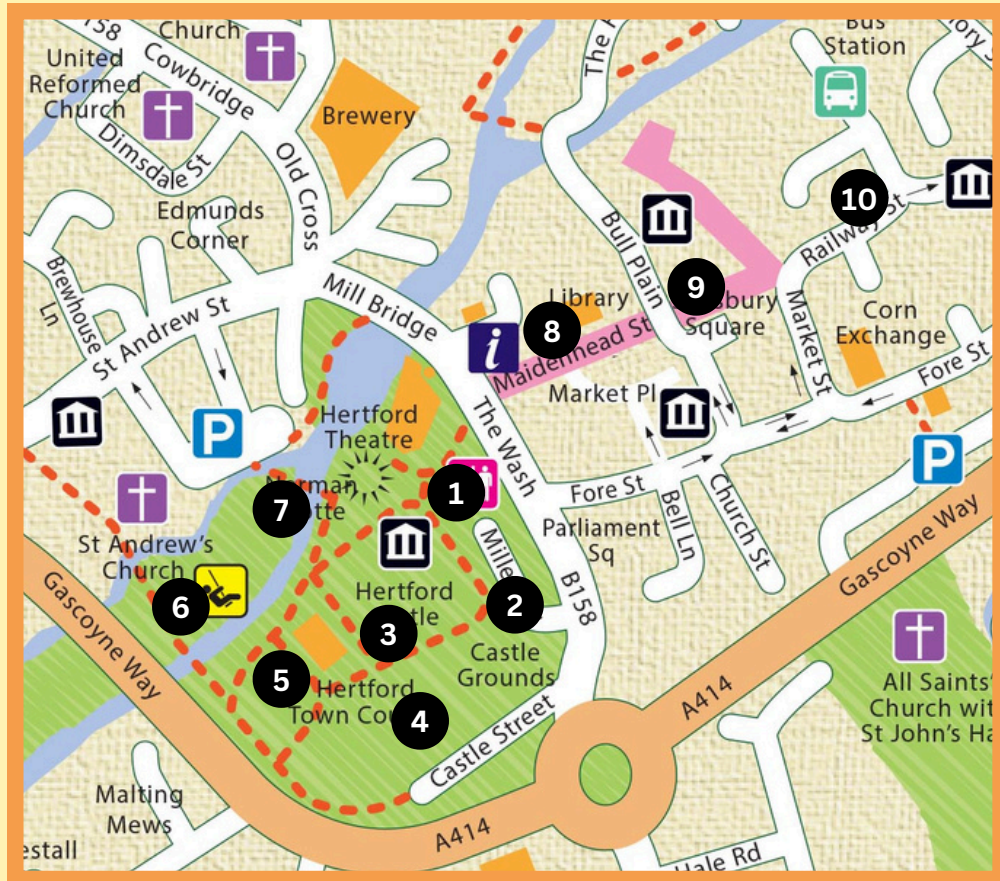 158
Church
Cowbridge
United
Reformed
Church
Dimsdale St
Brewery
Old Cross
Edmunds
Corner
Brewhouse
Ln
St Andrew St
Mill Bridge
Bus
Station
10
Railway St
Bull Plain
9
Square
Library
8
i
Maidenhead St
Market Pl
Market St
Corn
Exchange
Fore St
P
P
Hertford
Theatre
The Wash
1
7
Fore St
Parliament
Sq
Bell Ln
Church St
St Andrew's
Church
6
Hertford
2
3
B158
Castle
Grounds
5
Hertford
4
Castle Street
Gascoyne Way
Gascoyne Way
A414
A414
All Saints'
Church
St John's
Malting
Mews
Hale Rd